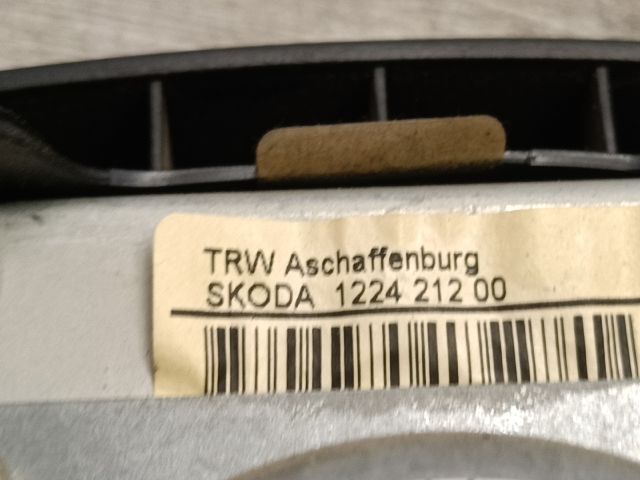 TRW Aschaffenburg
SKODA 1224 212 00